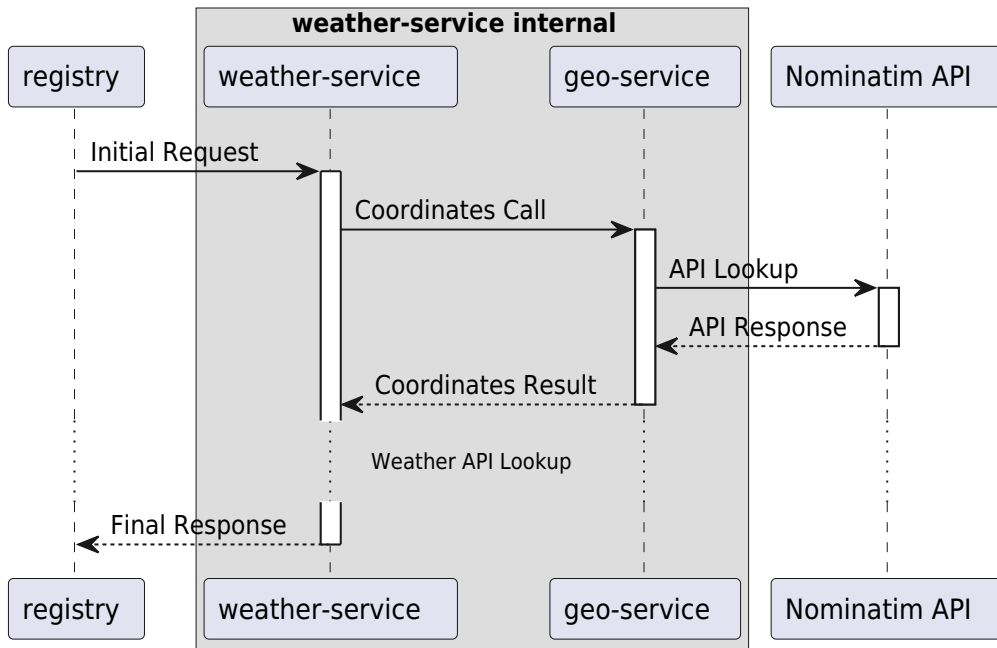 weather-service internal
registry
weather-service
geo-service
Nominatim API
Initial Request
Coordinates Call
API Lookup
API Response
Coordinates Result
Weather API Lookup
Final Response
registry
weather-service
geo-service
Nominatim API